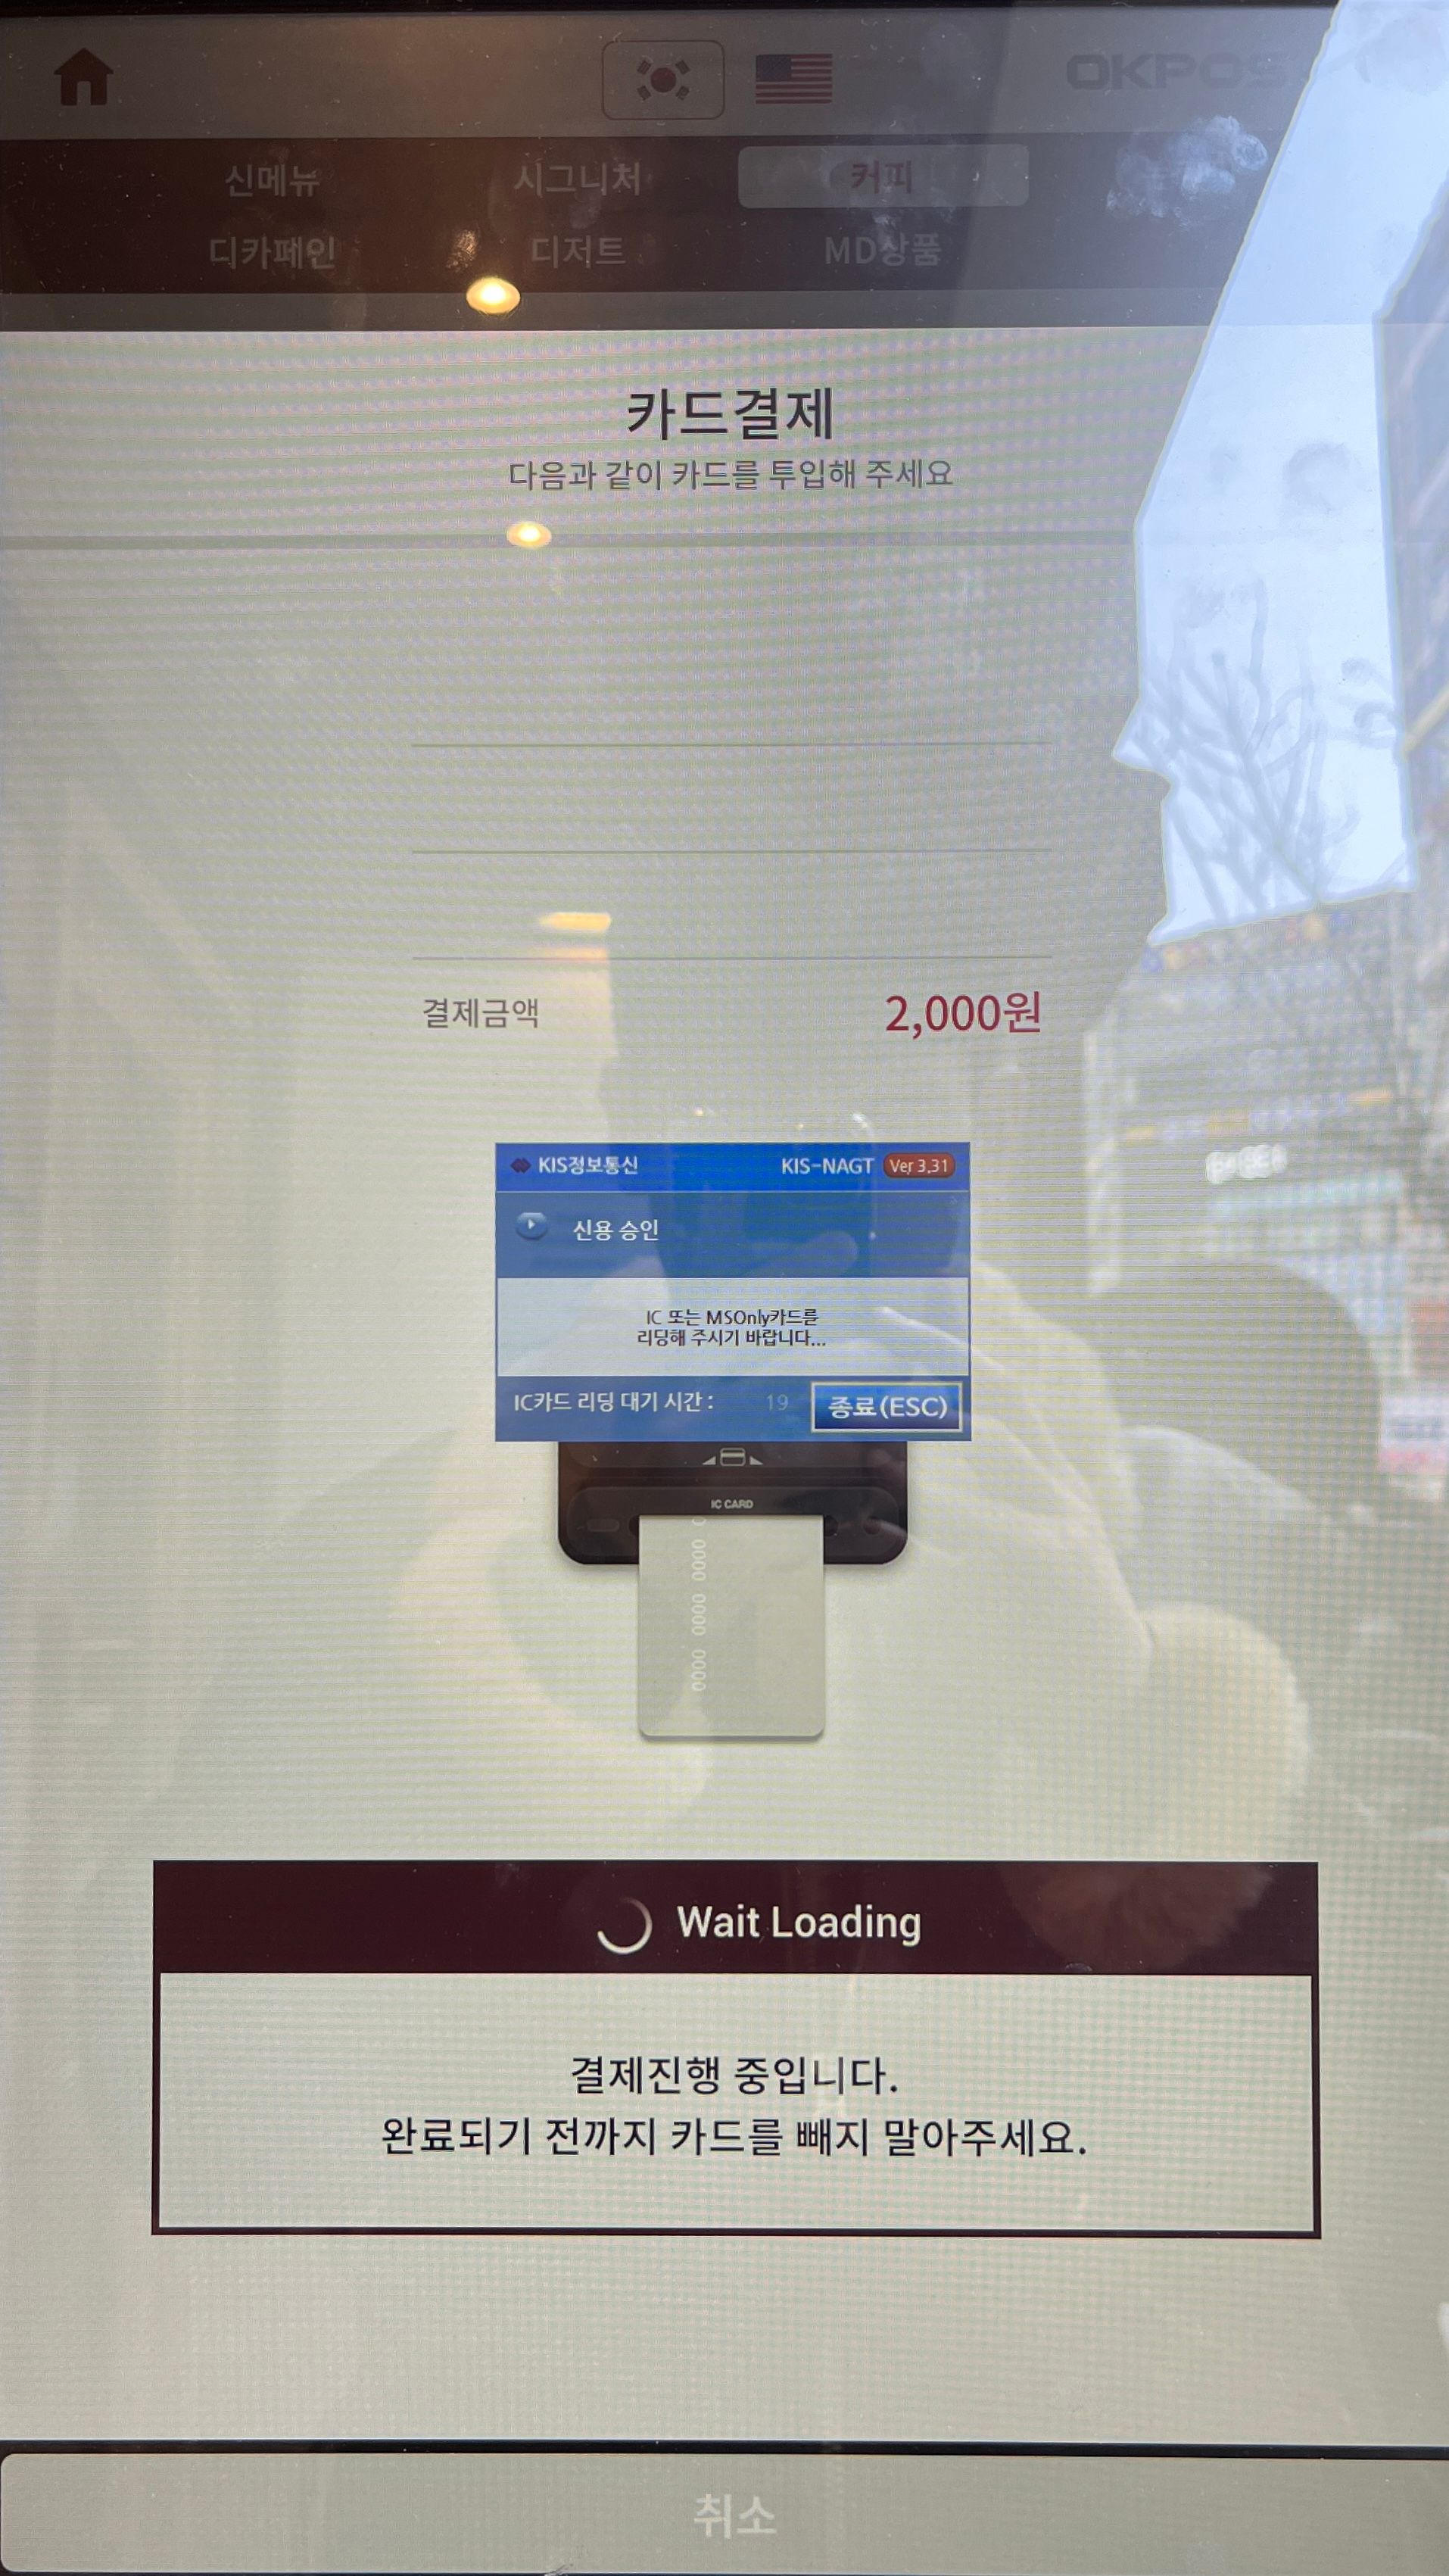 OKPOS
신메뉴 시그니처 커피
디카페인 디저트 MD상품
카드결제
다음과 같이 카드를 투입해 주세요
결제금액 2,000원
KIS정보통신 KIS-NAGT Ver 3.31
신용 승인
IC 또는 MSOnly카드를
리딩해 주시기 바랍니다...
IC카드 리딩 대기 시간 : 19 종료(ESC)
IC CARD
0000 0000 0000 0
Wait Loading
결제진행 중입니다.
완료되기 전까지 카드를 빼지 말아주세요.
취소